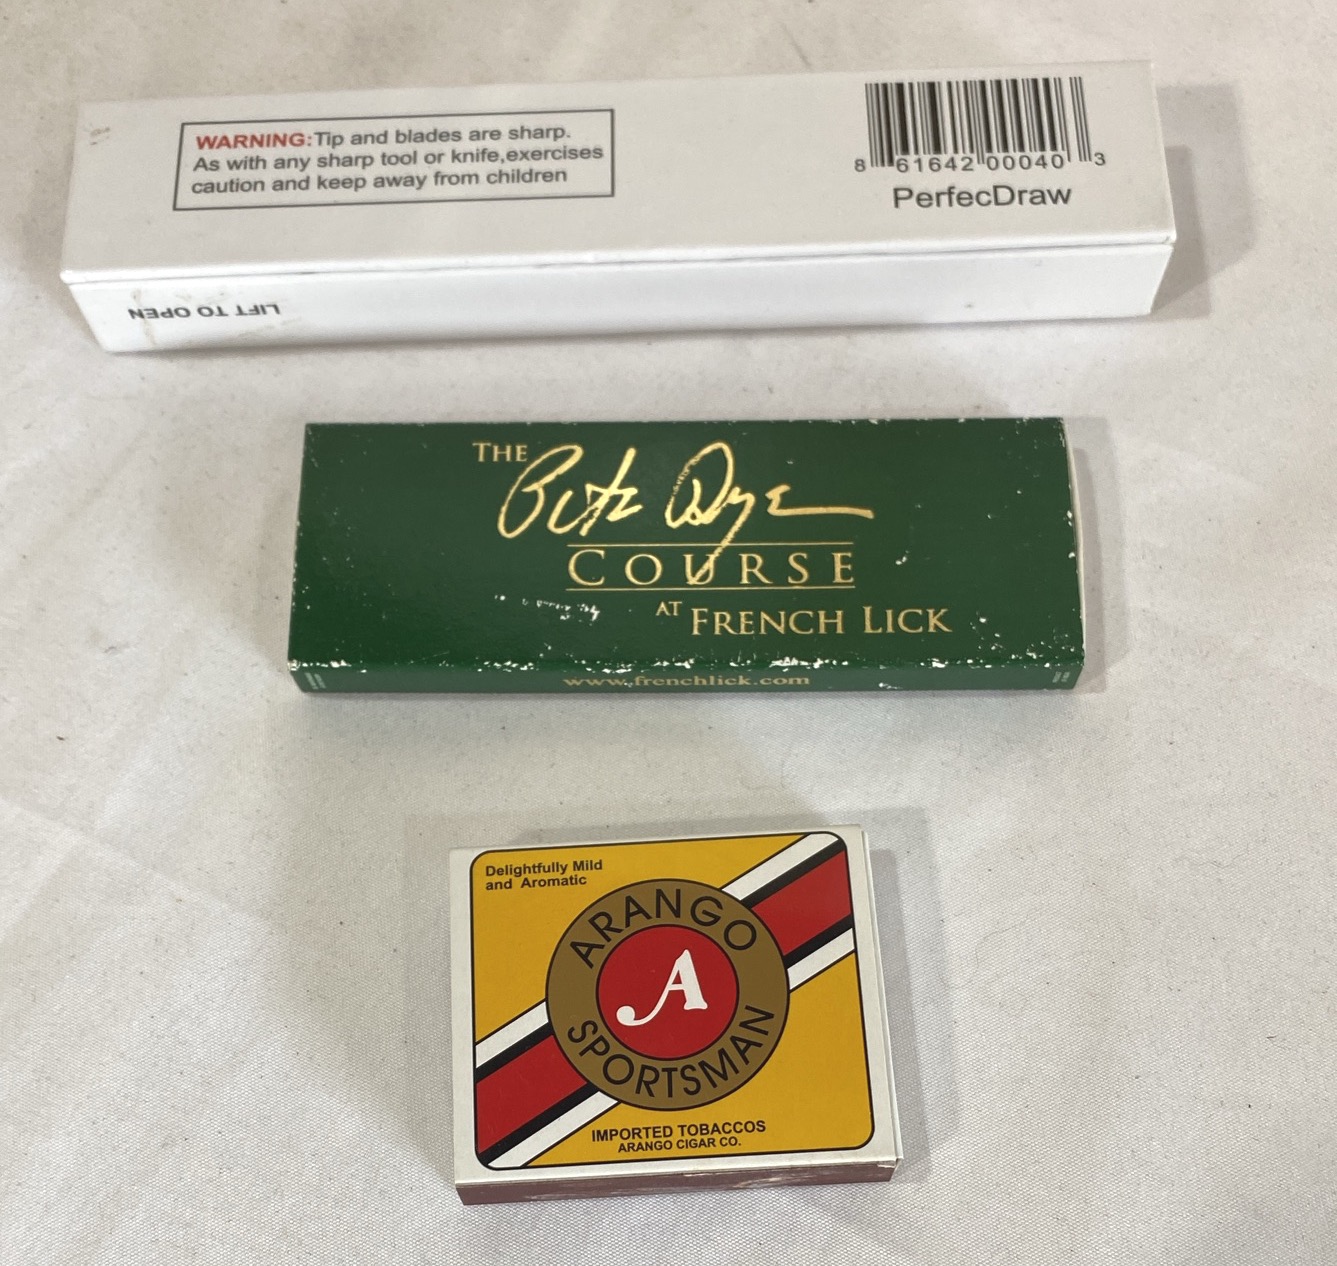 WARNING:Tip and blades are sharp.
As with any sharp tool or knife,exercises
caution and keep away from children
8 61642 00040 3
PerfecDraw
LIFT TO OPEN
THE
Pete Dye
COURSE
AT FRENCH LICK
www.frenchlick.com
Delightfully Mild
and Aromatic
ARANGO
A
SPORTSMAN
IMPORTED TOBACCOS
ARANGO CIGAR CO.